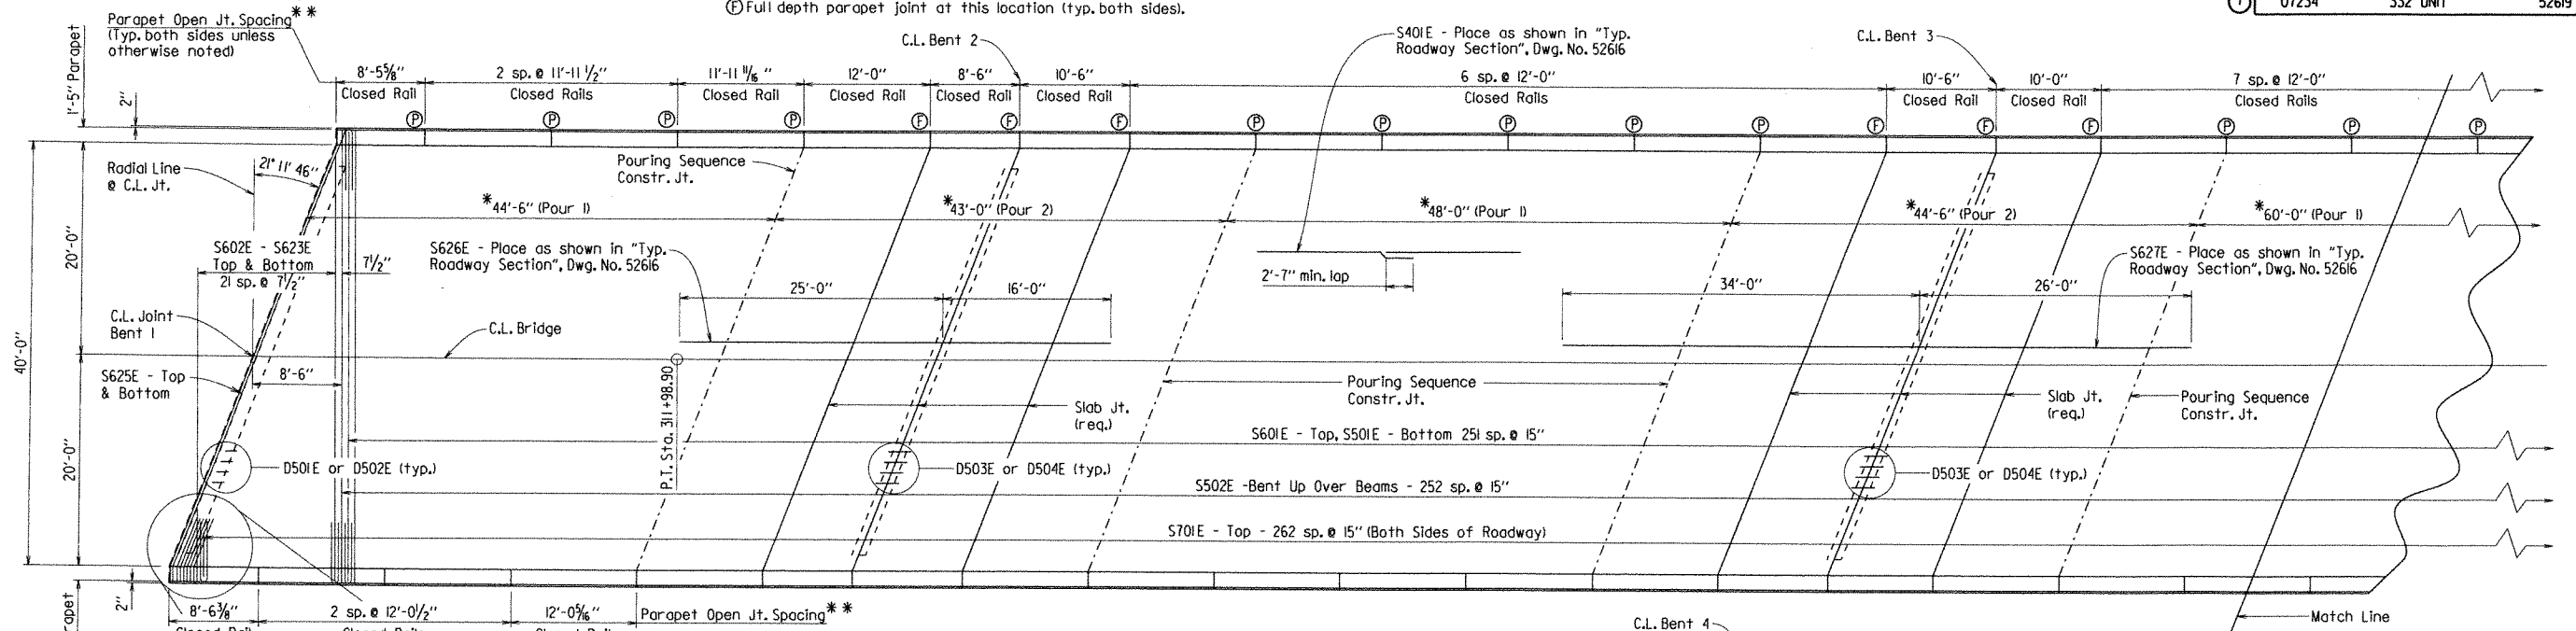 Ⓕ Full depth parapet joint at this location (typ. both sides).
① 07234 332 UNIT 52619
Parapet Open Jt. Spacing**
(Typ. both sides unless
otherwise noted)
1'-5" Parapet
2"
C.L. Bent 2
S401E - Place as shown in "Typ.
Roadway Section", Dwg. No. 52616
C.L. Bent 3
8'-5⅝"
Closed Rail
2 sp. @ 11'-11 1/2"
Closed Rails
11'-11 11/16"
Closed Rail
12'-0"
Closed Rail
8'-6"
Closed Rail
10'-6"
Closed Rail
6 sp. @ 12'-0"
Closed Rails
10'-6"
Closed Rail
10'-0"
Closed Rail
7 sp. @ 12'-0"
Closed Rails
Ⓟ Ⓟ Ⓟ Ⓟ Ⓕ Ⓕ Ⓕ Ⓟ Ⓟ Ⓟ Ⓟ Ⓟ Ⓕ Ⓕ Ⓕ Ⓟ Ⓟ Ⓟ
Radial Line
@ C.L. Jt.
21° 11' 46"
Pouring Sequence
Constr. Jt.
*44'-6" (Pour 1)
*43'-0" (Pour 2)
*48'-0" (Pour 1)
*44'-6" (Pour 2)
*60'-0" (Pour 1)
40'-0"
20'-0"
20'-0"
S602E - S623E
Top & Bottom
21 sp. @ 7½"
7½"
S626E - Place as shown in "Typ.
Roadway Section", Dwg. No. 52616
2'-7" min. lap
S627E - Place as shown in "Typ.
Roadway Section", Dwg. No. 52616
25'-0"
16'-0"
34'-0"
26'-0"
C.L. Joint
Bent 1
C.L. Bridge
S625E - Top
& Bottom
8'-6"
P.T. Sta. 311+98.90
Pouring Sequence
Constr. Jt.
Slab Jt.
(req.)
Slab Jt.
(req.)
Pouring Sequence
Constr. Jt.
S601E - Top, S501E - Bottom 251 sp. @ 15"
D501E or D502E (typ.)
D503E or D504E (typ.)
D503E or D504E (typ.)
S502E -Bent Up Over Beams - 252 sp. @ 15"
S701E - Top - 262 sp. @ 15" (Both Sides of Roadway)
2"
8'-6⅜"
2 sp. @ 12'-0½"
12'-0 5/16"
Parapet Open Jt. Spacing**
Match Line
C.L. Bent 4